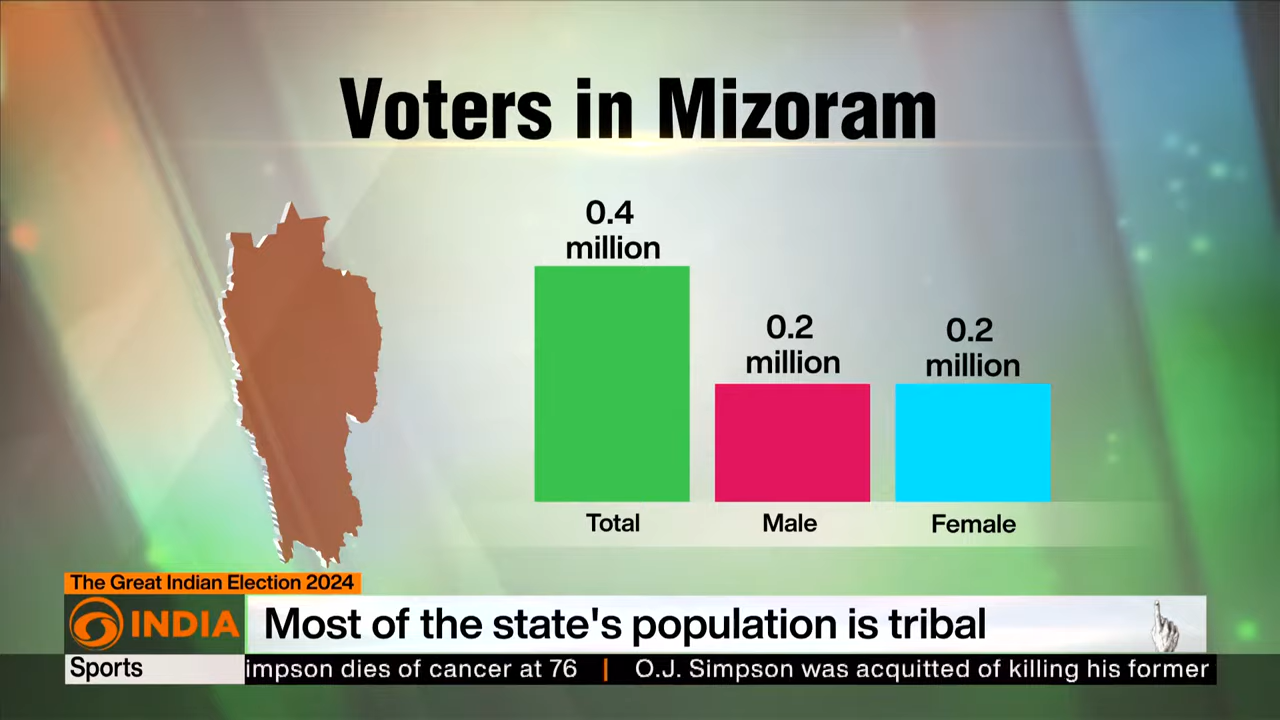 Voters in Mizoram
0.4
million
0.2
million
0.2
million
Total
Male
Female
The Great Indian Election 2024
INDIA
Most of the state's population is tribal
Sports
impson dies of cancer at 76 | O.J. Simpson was acquitted of killing his former